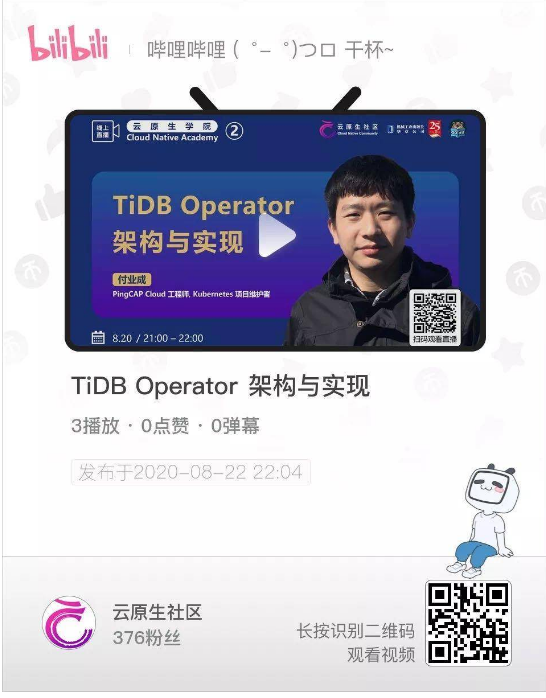 bilibili
哔哩哔哩 ( ゜- ゜)つロ 干杯~
线上
直播
云原生学院
Cloud Native Academy
②
云原生社区
Cloud Native Community
TiDB Operator
架构与实现
付业成
PingCAP Cloud 工程师, Kubernetes 项目维护者
8.20 / 21:00 – 22:00
扫码观看直播
TiDB Operator 架构与实现
3播放 · 0点赞 · 0弹幕
发布于2020-08-22 22:04
云原生社区
376粉丝
长按识别二维码
观看视频